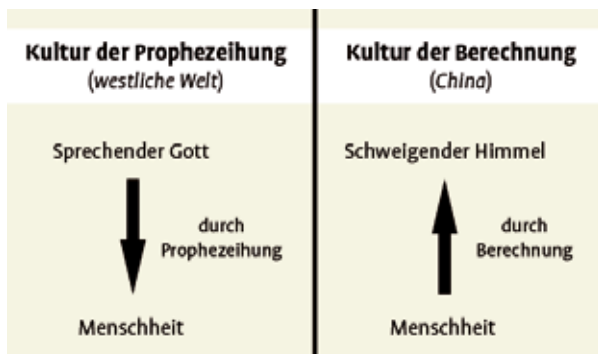 Kultur der Prophezeihung
(westliche Welt)
Sprechender Gott
durch
Prophezeihung
Menschheit
Kultur der Berechnung
(China)
Schweigender Himmel
durch
Berechnung
Menschheit